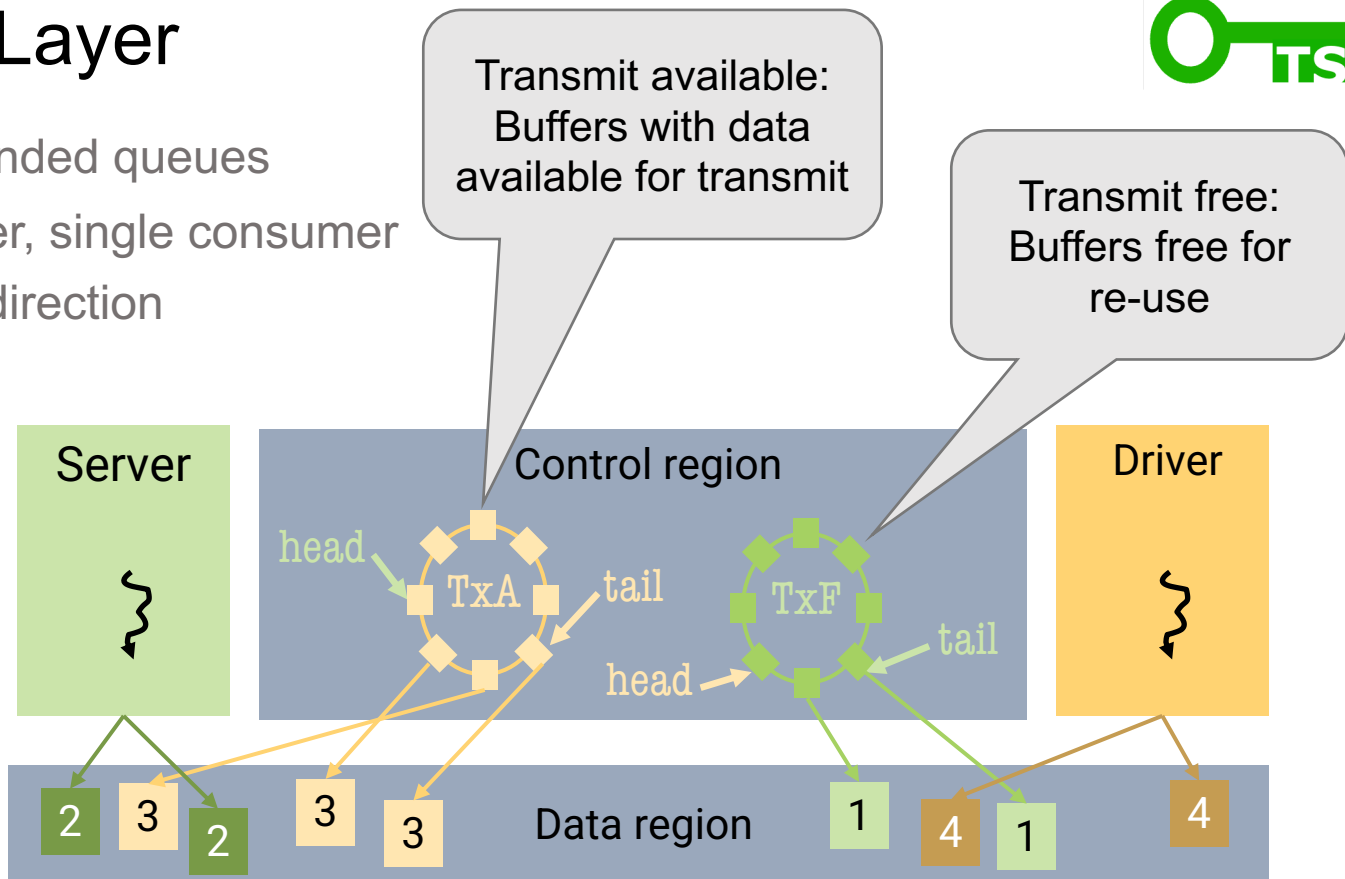 Layer
TS
nded queues
er, single consumer
direction
Transmit available:
Buffers with data
available for transmit
Transmit free:
Buffers free for
re-use
Server
Control region
Driver
head
TxA
tail
TxF
head
tail
2
3
2
3
3
Data region
1
4
1
4